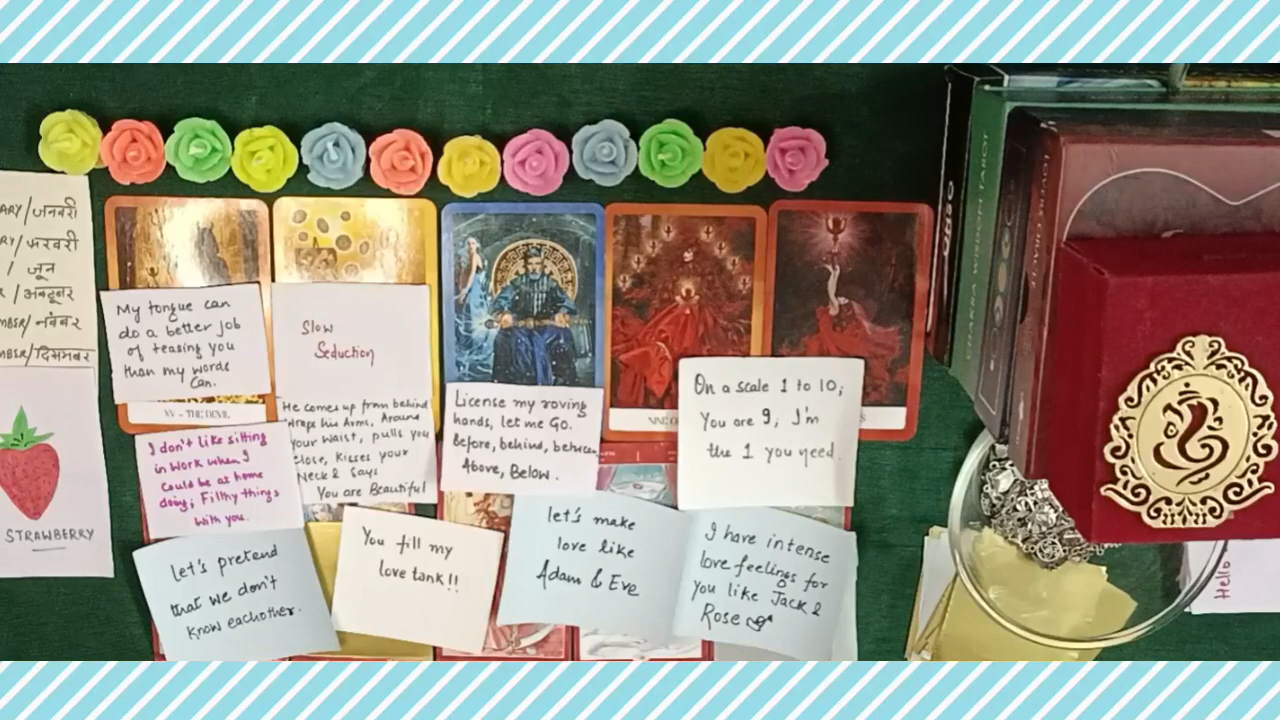 ARY/जनवरी
RY/फरवरी
/ जून
R/अक्टूबर
MBER/नवंबर
MBER/दिसम्बर
STRAWBERRY
My tongue can
do a better job
of teasing you
than my words
can.
XV - THE DEVIL
I don't like sitting
in work when I
could be at home
doing; Filthy things
with you.
let's pretend
that we don't
know eachother.
Slow
Seduction
He comes up from behind
wraps his Arms, Around
your waist, pulls you
close, kisses your
Neck & Says
You are Beautiful
You fill my
love tank!!
License my roving
hands, let me Go.
Before, behind, between,
Above, Below.
let's make
love like
Adam & Eve
NINE O
On a scale 1 to 10;
You are 9, I'm
the 1 you need.
S
I have intense
love feelings for
you like Jack &
Rose
OSHO
CHAKRA WISDOM TAROT
Hello